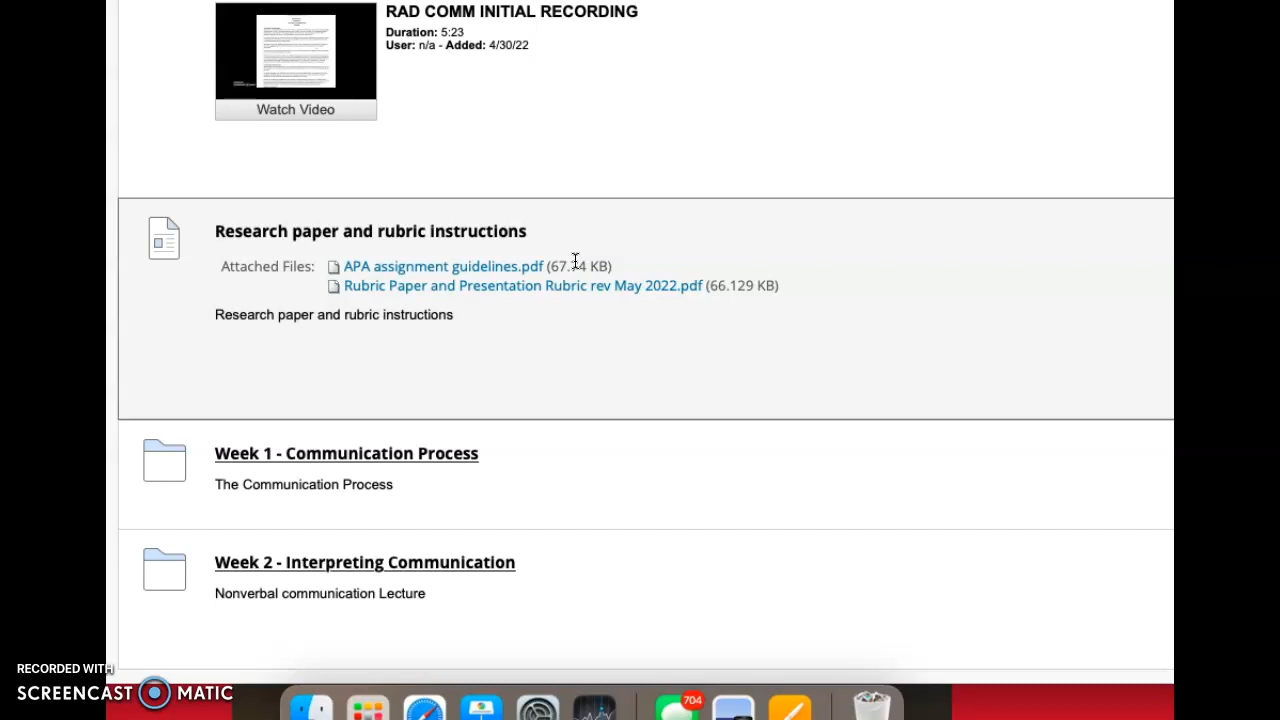 RAD COMM INITIAL RECORDING
Duration: 5:23
User: n/a - Added: 4/30/22
Watch Video
Research paper and rubric instructions
Attached Files: APA assignment guidelines.pdf (67.74 KB)
Rubric Paper and Presentation Rubric rev May 2022.pdf (66.129 KB)
Research paper and rubric instructions
Week 1 - Communication Process
The Communication Process
Week 2 - Interpreting Communication
Nonverbal communication Lecture
RECORDED WITH
SCREENCAST MATIC
704